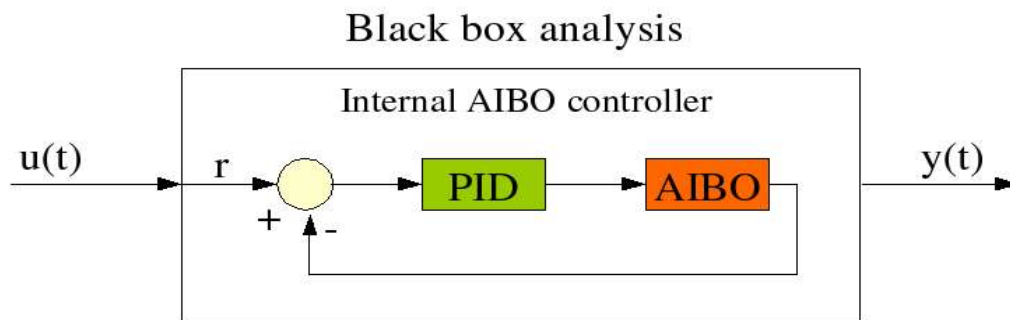 Black box analysis
Internal AIBO controller
u(t)
r
PID
AIBO
y(t)
+
-